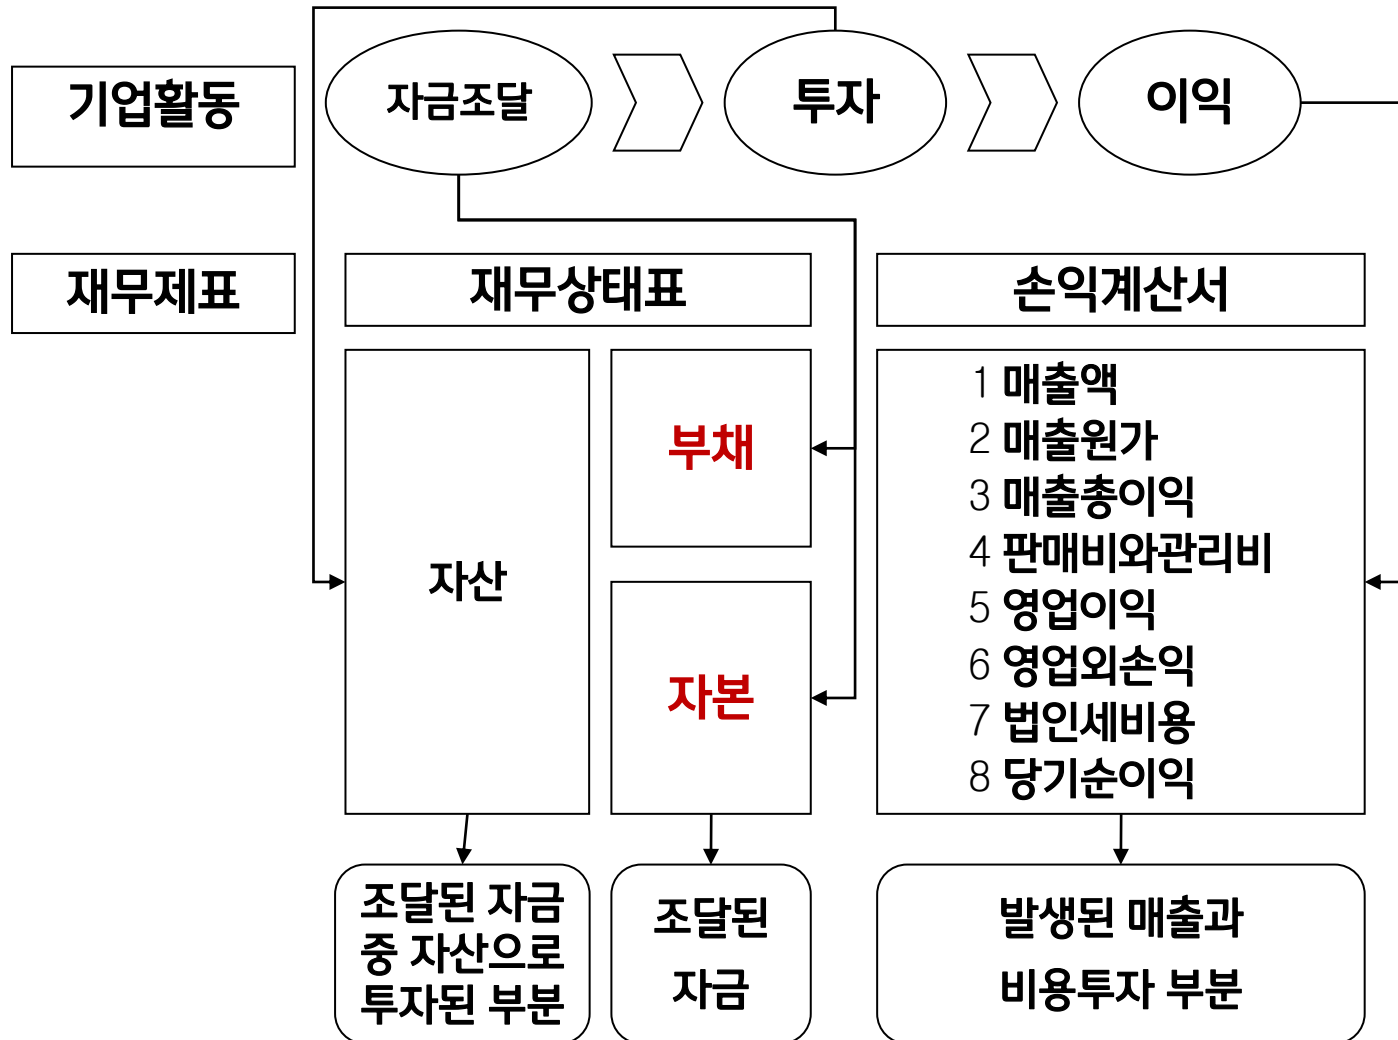 기업활동
자금조달
투자
이익
재무제표
재무상태표
손익계산서
자산
부채
자본
1 매출액
2 매출원가
3 매출총이익
4 판매비와관리비
5 영업이익
6 영업외손익
7 법인세비용
8 당기순이익
조달된 자금
중 자산으로
투자된 부분
조달된
자금
발생된 매출과
비용투자 부분